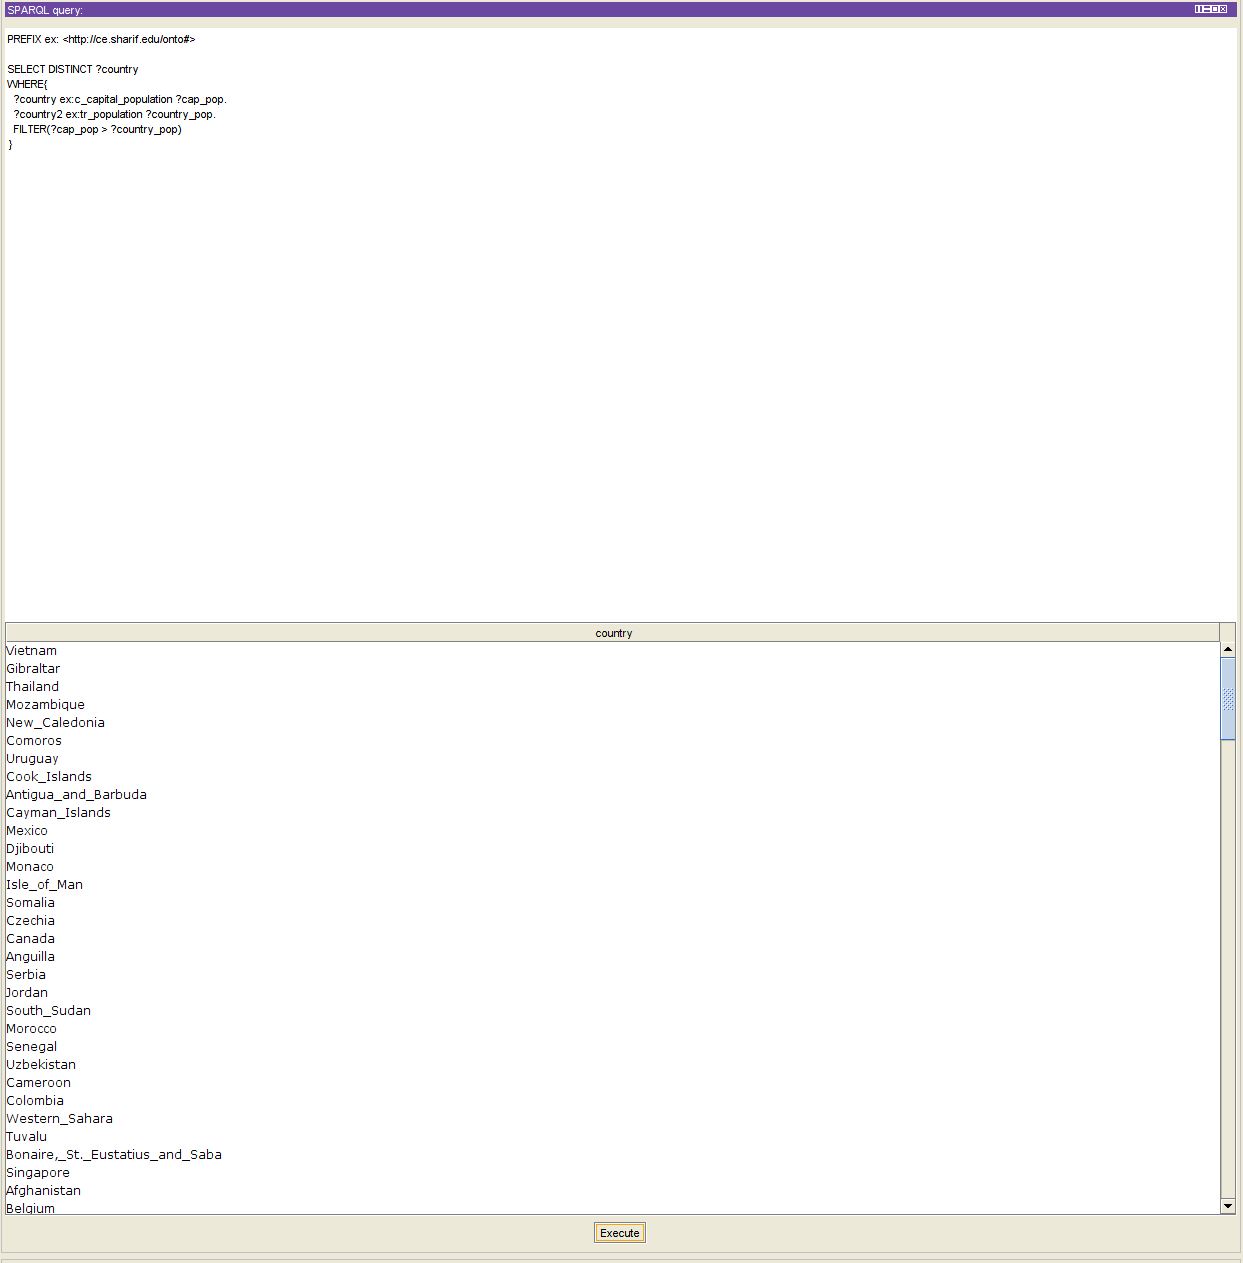 SPARQL query:
PREFIX ex: <http://ce.sharif.edu/onto#>
SELECT DISTINCT ?country
WHERE{
?country ex:c_capital_population ?cap_pop.
?country2 ex:tr_population ?country_pop.
FILTER(?cap_pop > ?country_pop)
}
country
Vietnam
Gibraltar
Thailand
Mozambique
New_Caledonia
Comoros
Uruguay
Cook_Islands
Antigua_and_Barbuda
Cayman_Islands
Mexico
Djibouti
Monaco
Isle_of_Man
Somalia
Czechia
Canada
Anguilla
Serbia
Jordan
South_Sudan
Morocco
Senegal
Uzbekistan
Cameroon
Colombia
Western_Sahara
Tuvalu
Bonaire,_St._Eustatius_and_Saba
Singapore
Afghanistan
Belgium
Execute